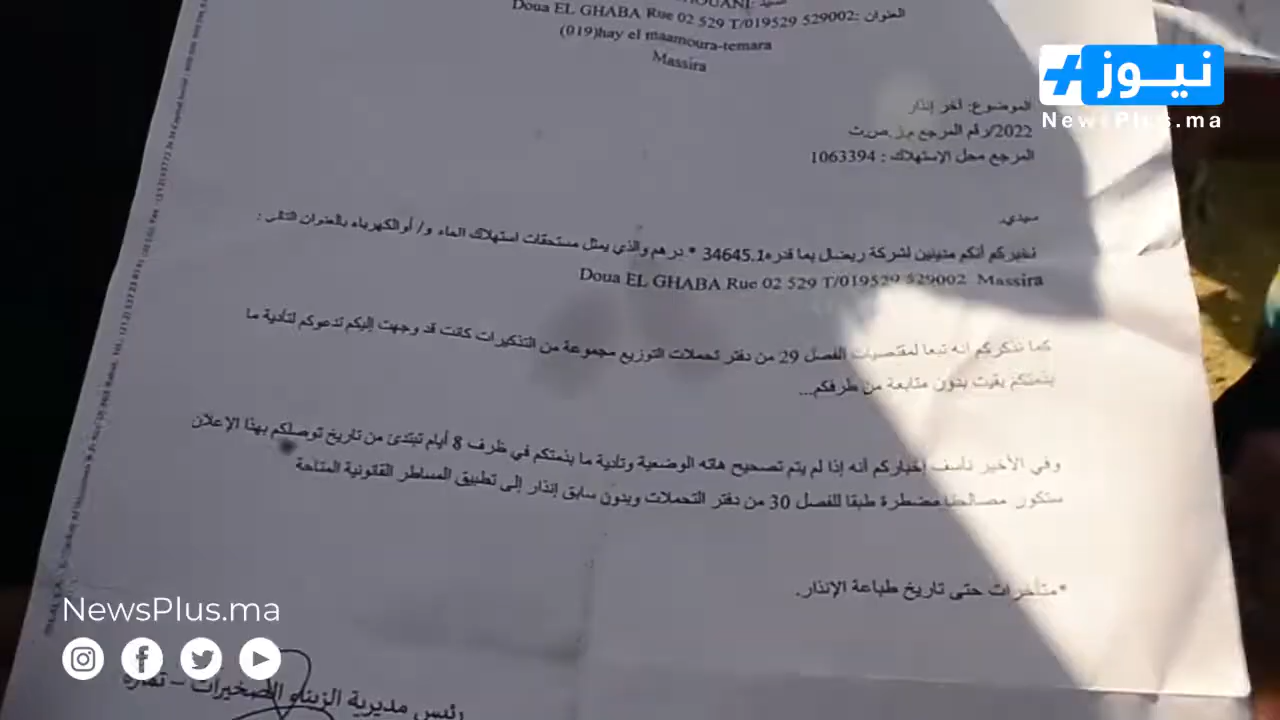 السيد :
العنوان: Doua EL GHABA Rue 02 529 T/019529 529002
(019)hay el maamoura-temara
Massira
نيوز
NewsPlus.ma
الموضوع: آخر إنذار
2022/رقم المرجع
المرجع محل الإستهلاك : 1063394
سيدي،
نخبركم أنكم مدينين لشركة ريضال بما قدره34645.1 * درهم والذي يمثل مستحقات استهلاك الماء و/ أو الكهرباء بالعنوان التالي :
Doua EL GHABA Rue 02 529 T/019529 529002 Massira
كما نذكركم أنه تبعا لمقتضيات الفصل 29 من دفتر تحملات التوزيع مجموعة من التذكيرات كانت قد وجهت إليكم تدعوكم لتأدية ما
بذمتكم بقيت بدون متابعة من طرفكم...
وفي الأخير نأسف إخباركم أنه إذا لم يتم تصحيح هاته الوضعية وتأدية ما بذمتكم في ظرف 8 أيام تبتدئ من تاريخ توصلكم بهذا الإعلان
ستكون مصالحنا مضطرة طبقا للفصل 30 من دفتر التحملات وبدون سابق إنذار إلى تطبيق المساطر القانونية المتاحة
*متأخرات حتى تاريخ طباعة الإنذار.
NewsPlus.ma
رئيس مديرية الزبناء الصخيرات – تمارة